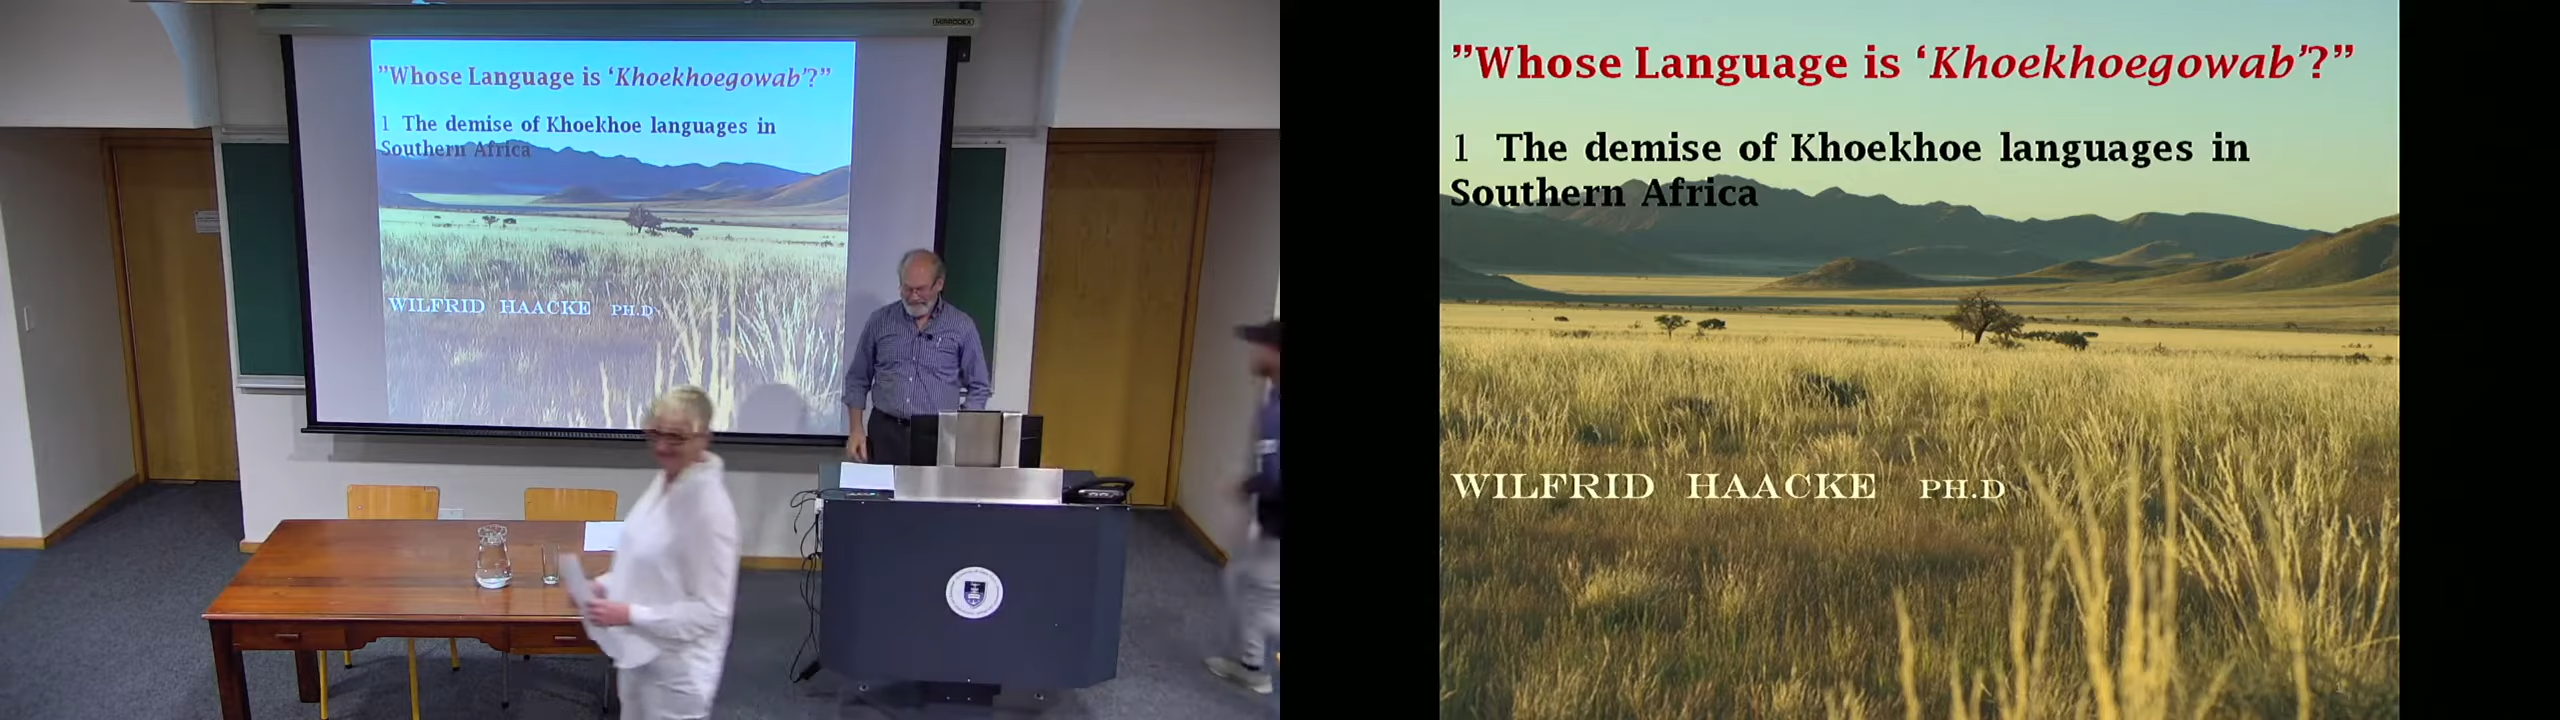 MIRRODEX
”Whose Language is ‘Khoekhoegowab’?”
1 The demise of Khoekhoe languages in
Southern Africa
WILFRID HAACKE PH.D
”Whose Language is ‘Khoekhoegowab’?”
1 The demise of Khoekhoe languages in
Southern Africa
WILFRID HAACKE PH.D